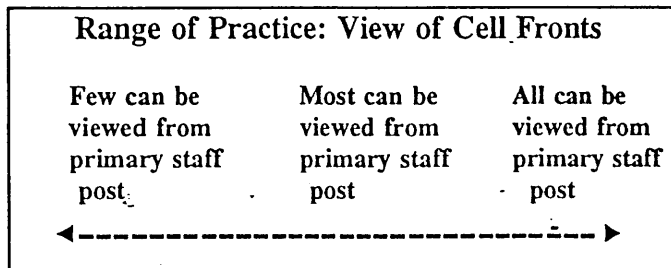 Range of Practice: View of Cell Fronts
Few can be
viewed from
primary staff
post
Most can be
viewed from
primary staff
post
All can be
viewed from
primary staff
post